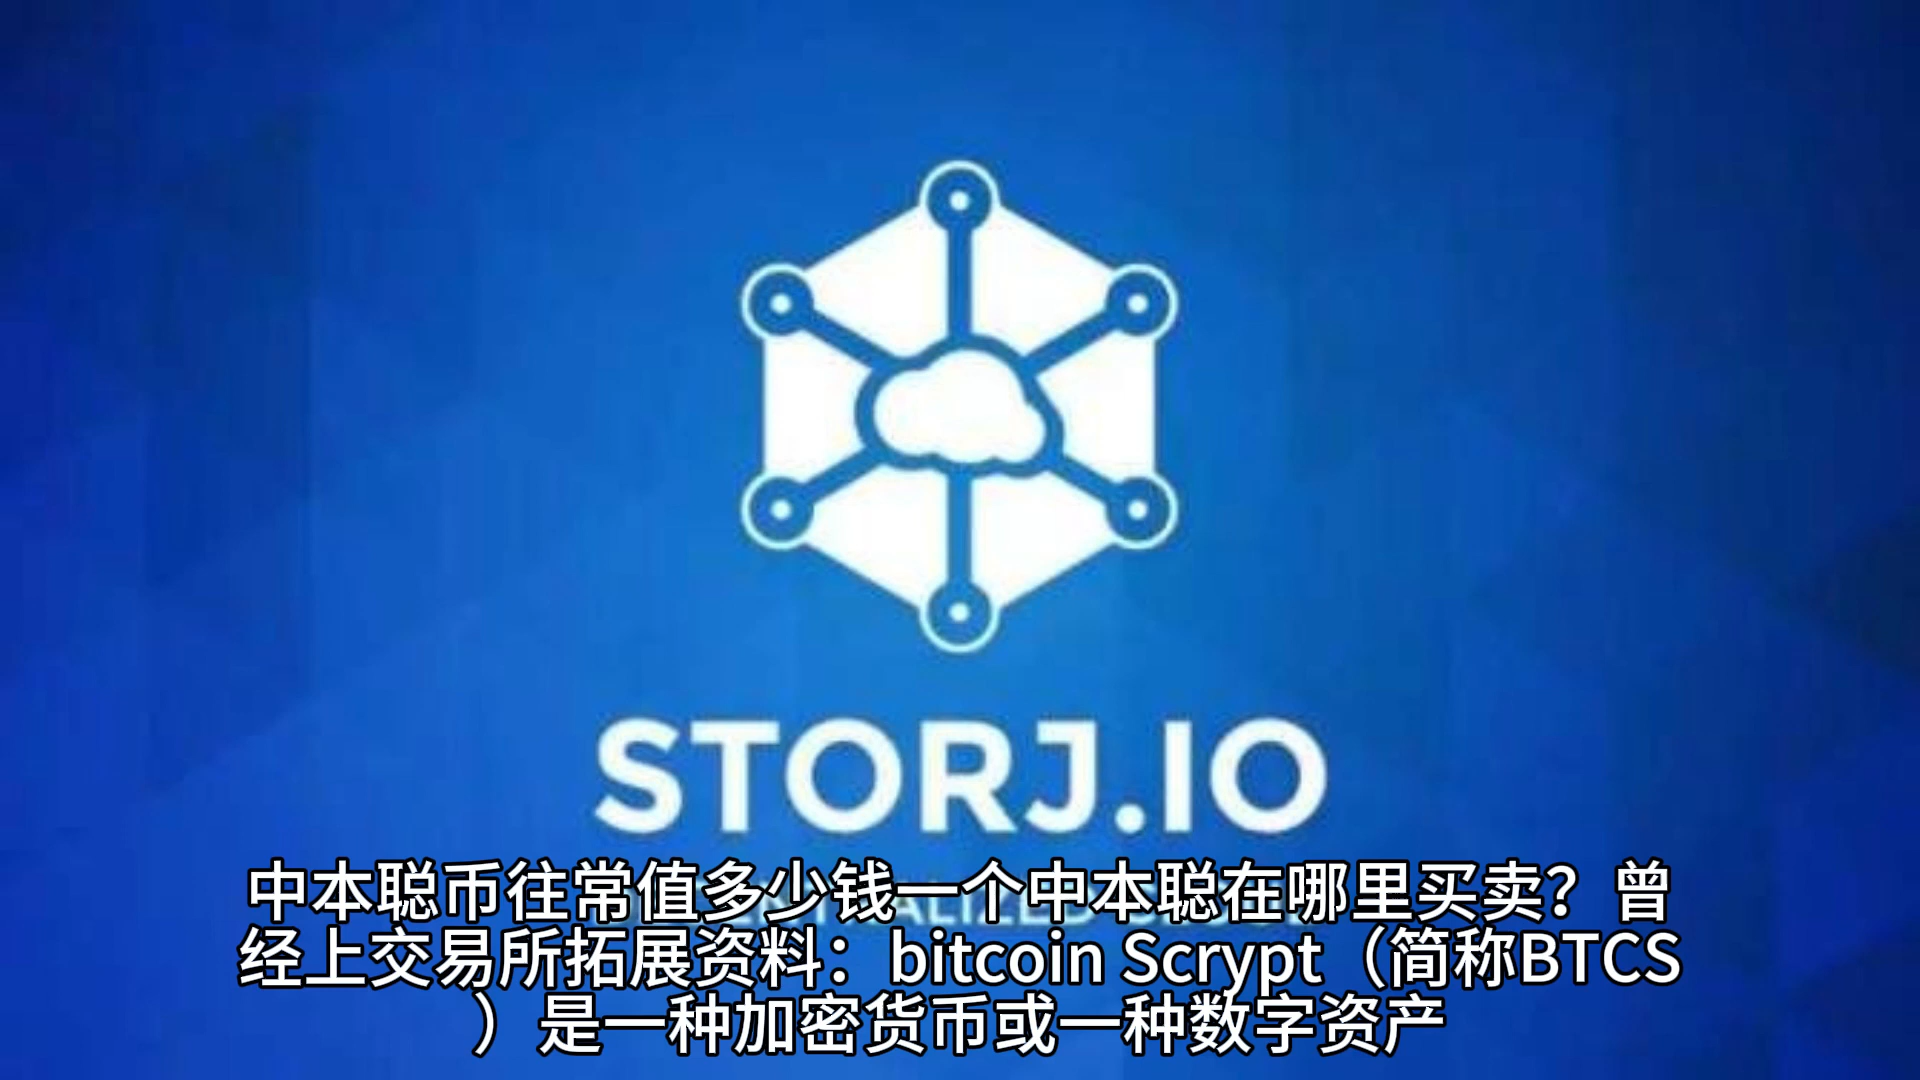 STORJ.IO
中本聪币往常值多少钱一个中本聪在哪里买卖？曾
经上交易所拓展资料：bitcoin Scrypt（简称BTCS
）是一种加密货币或一种数字资产